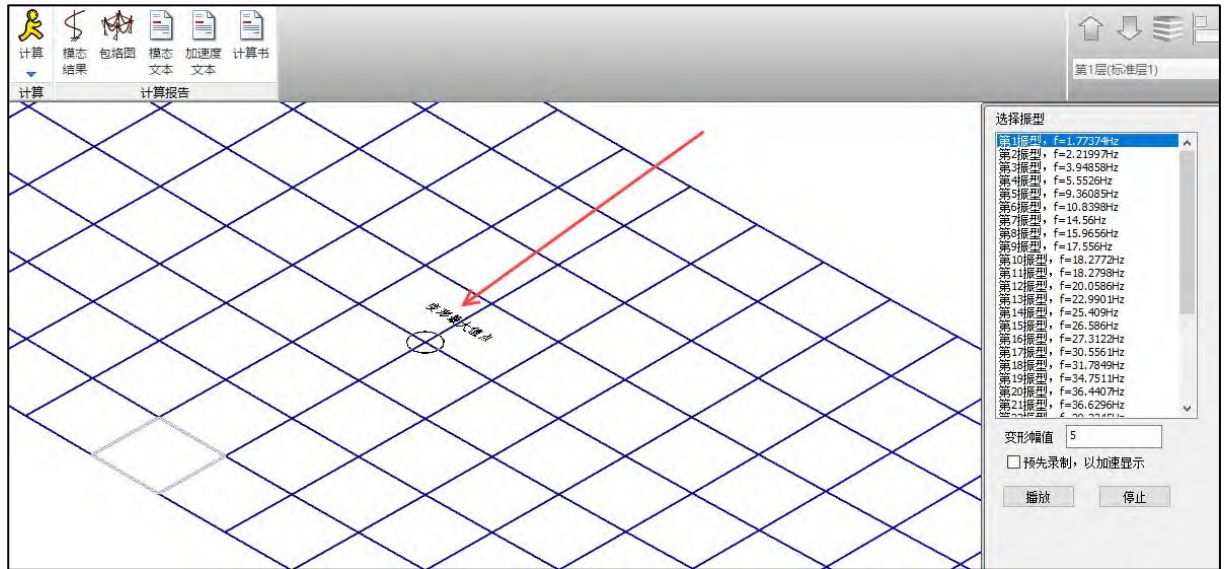 计算
模态结果
包络图
模态文本
加速度文本
计算书
计算
计算报告
第1层(标准层1)
选择振型
第1振型，f=1.77374Hz
第2振型，f=2.21997Hz
第3振型，f=3.94858Hz
第4振型，f=5.5526Hz
第5振型，f=9.36085Hz
第6振型，f=10.8398Hz
第7振型，f=14.56Hz
第8振型，f=15.9656Hz
第9振型，f=17.556Hz
第10振型，f=18.2772Hz
第11振型，f=18.2798Hz
第12振型，f=20.0586Hz
第13振型，f=22.9901Hz
第14振型，f=25.409Hz
第15振型，f=26.586Hz
第16振型，f=27.3122Hz
第17振型，f=30.5561Hz
第18振型，f=31.7849Hz
第19振型，f=34.7511Hz
第20振型，f=36.4407Hz
第21振型，f=36.6296Hz
变形最大值点
变形幅值 5
预先录制，以加速显示
播放 停止